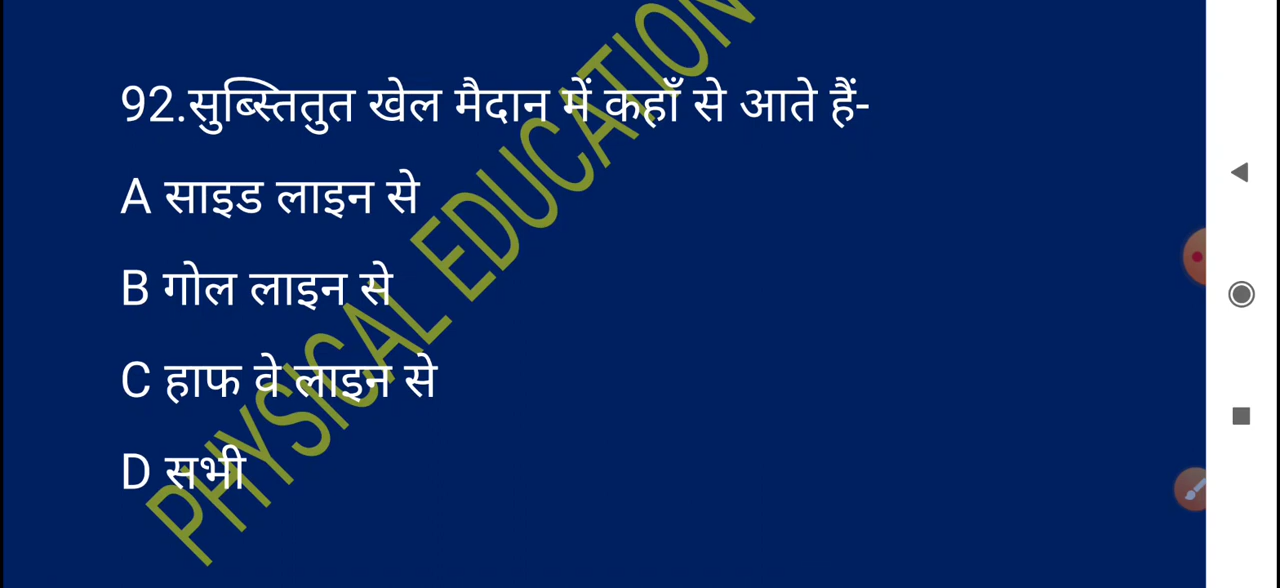 92.सुब्स्तितुत खेल मैदान में कहाँ से आते हैं-
A साइड लाइन से
B गोल लाइन से
C हाफ वे लाइन से
D सभी
PHYSICAL EDUCATION